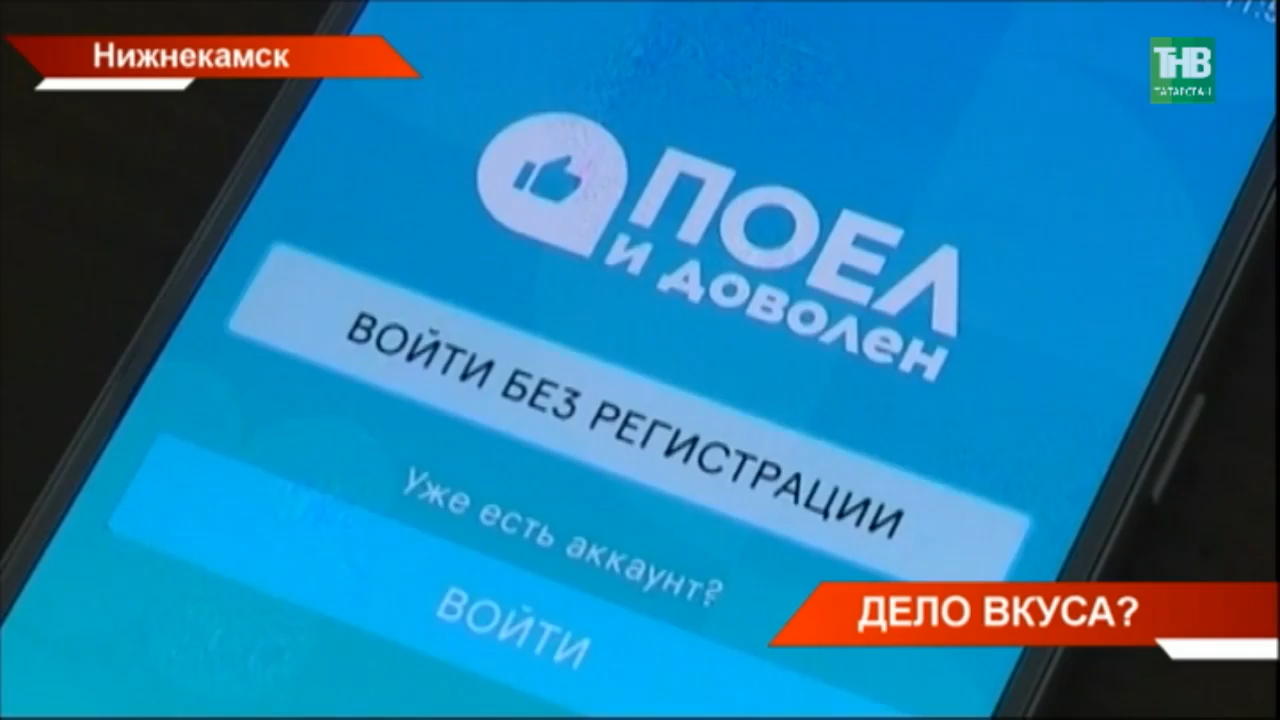 Нижнекамск
ТНВ
ТАТАРСТАН
ПОЕЛ
и доволен
ВОЙТИ БЕЗ РЕГИСТРАЦИИ
Уже есть аккаунт?
ВОЙТИ
ДЕЛО ВКУСА?